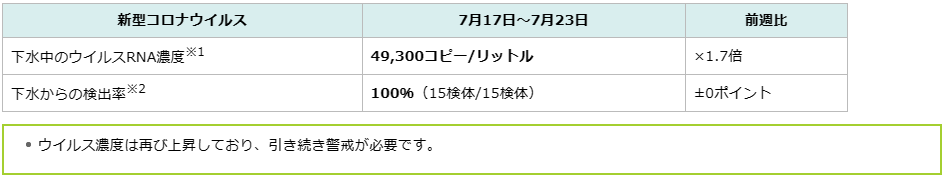 新型コロナウイルス 7月17日～7月23日 前週比
下水中のウイルスRNA濃度※1 49,300コピー/リットル ×1.7倍
下水からの検出率※2 100%（15検体/15検体） ±0ポイント
• ウイルス濃度は再び上昇しており、引き続き警戒が必要です。